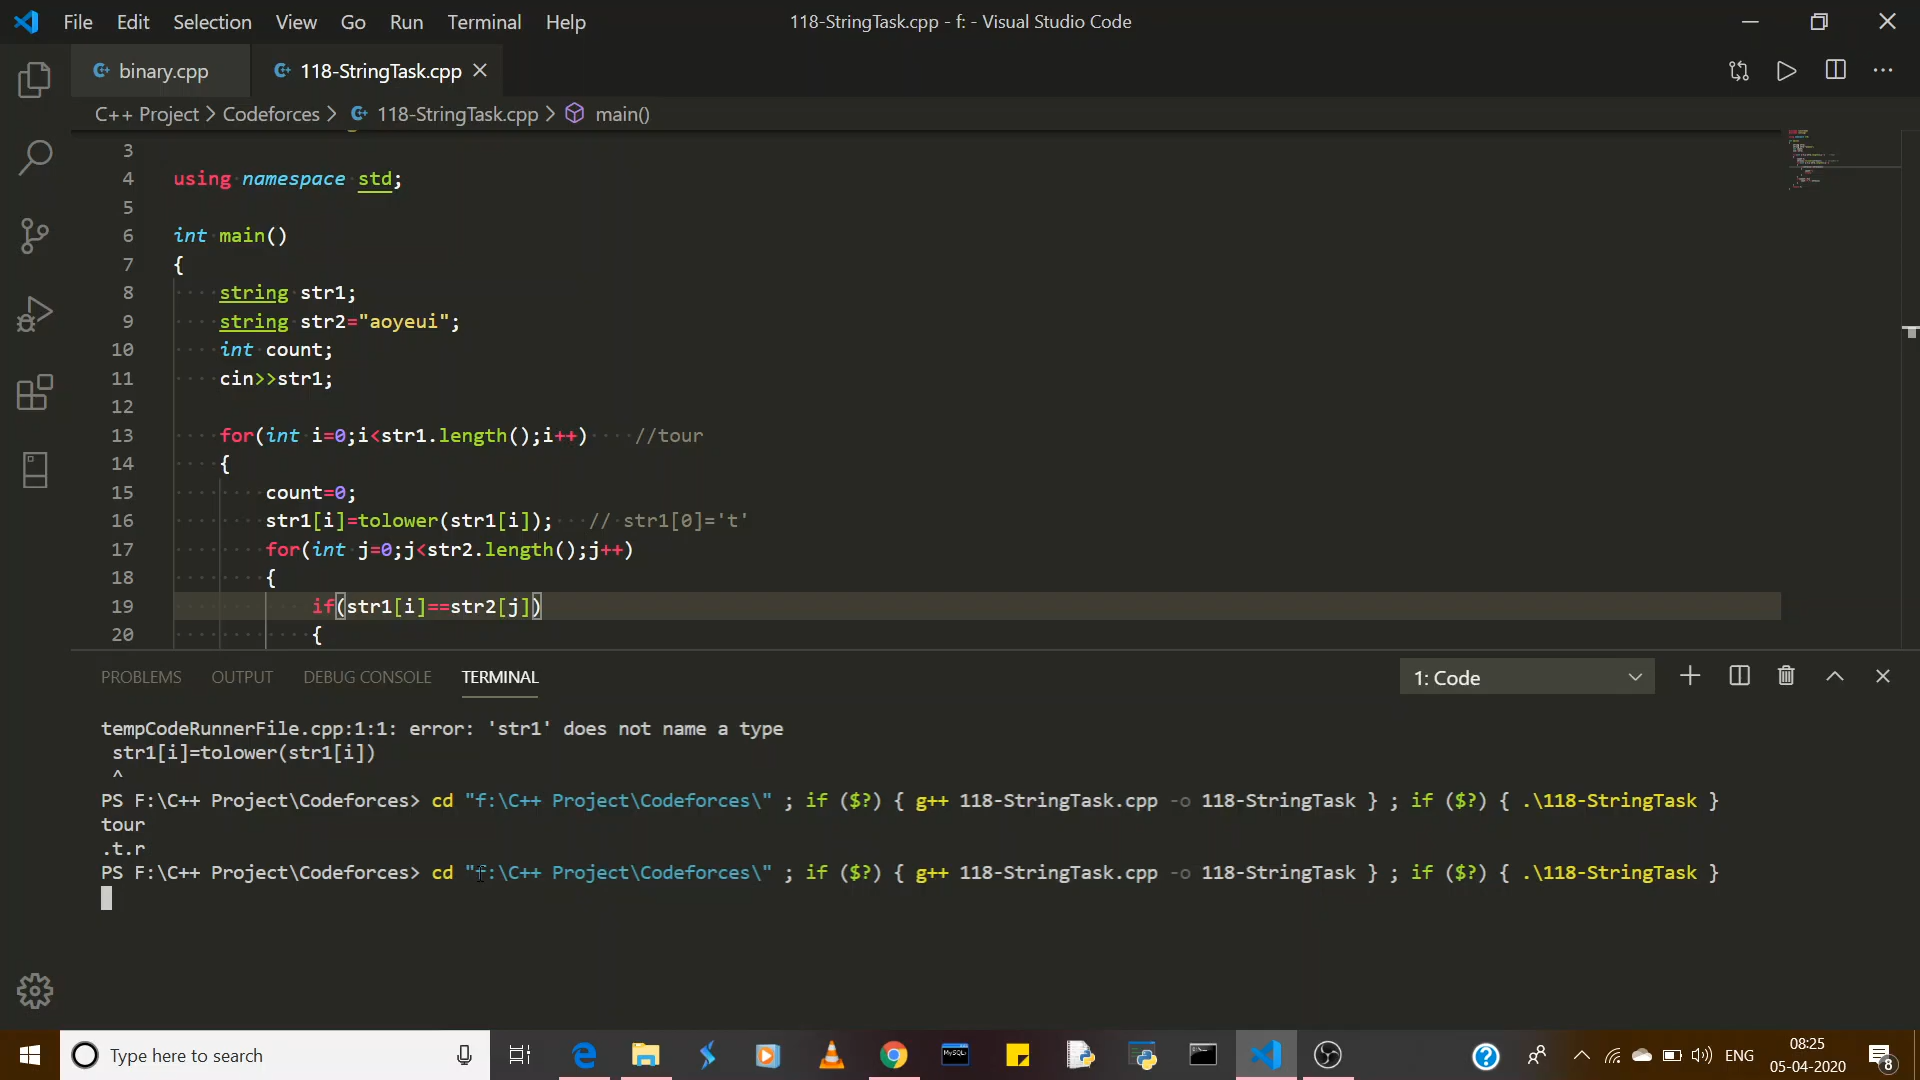 File Edit Selection View Go Run Terminal Help
118-StringTask.cpp - f: - Visual Studio Code
binary.cpp
118-StringTask.cpp
C++ Project > Codeforces > 118-StringTask.cpp > main()
3
4 using namespace std;
5
6 int main()
7 {
8 string str1;
9 string str2="aoyeui";
10 int count;
11 cin>>str1;
12
13 for(int i=0;i<str1.length();i++) //tour
14 {
15 count=0;
16 str1[i]=tolower(str1[i]); // str1[0]='t'
17 for(int j=0;j<str2.length();j++)
18 {
19 if(str1[i]==str2[j])
20 {
PROBLEMS OUTPUT DEBUG CONSOLE TERMINAL
1: Code
tempCodeRunnerFile.cpp:1:1: error: 'str1' does not name a type
str1[i]=tolower(str1[i])
^
PS F:\C++ Project\Codeforces> cd "f:\C++ Project\Codeforces\" ; if ($?) { g++ 118-StringTask.cpp -o 118-StringTask } ; if ($?) { .\118-StringTask }
tour
.t.r
PS F:\C++ Project\Codeforces> cd "f:\C++ Project\Codeforces\" ; if ($?) { g++ 118-StringTask.cpp -o 118-StringTask } ; if ($?) { .\118-StringTask }
Type here to search
MySQL
ENG
08:25
05-04-2020
8